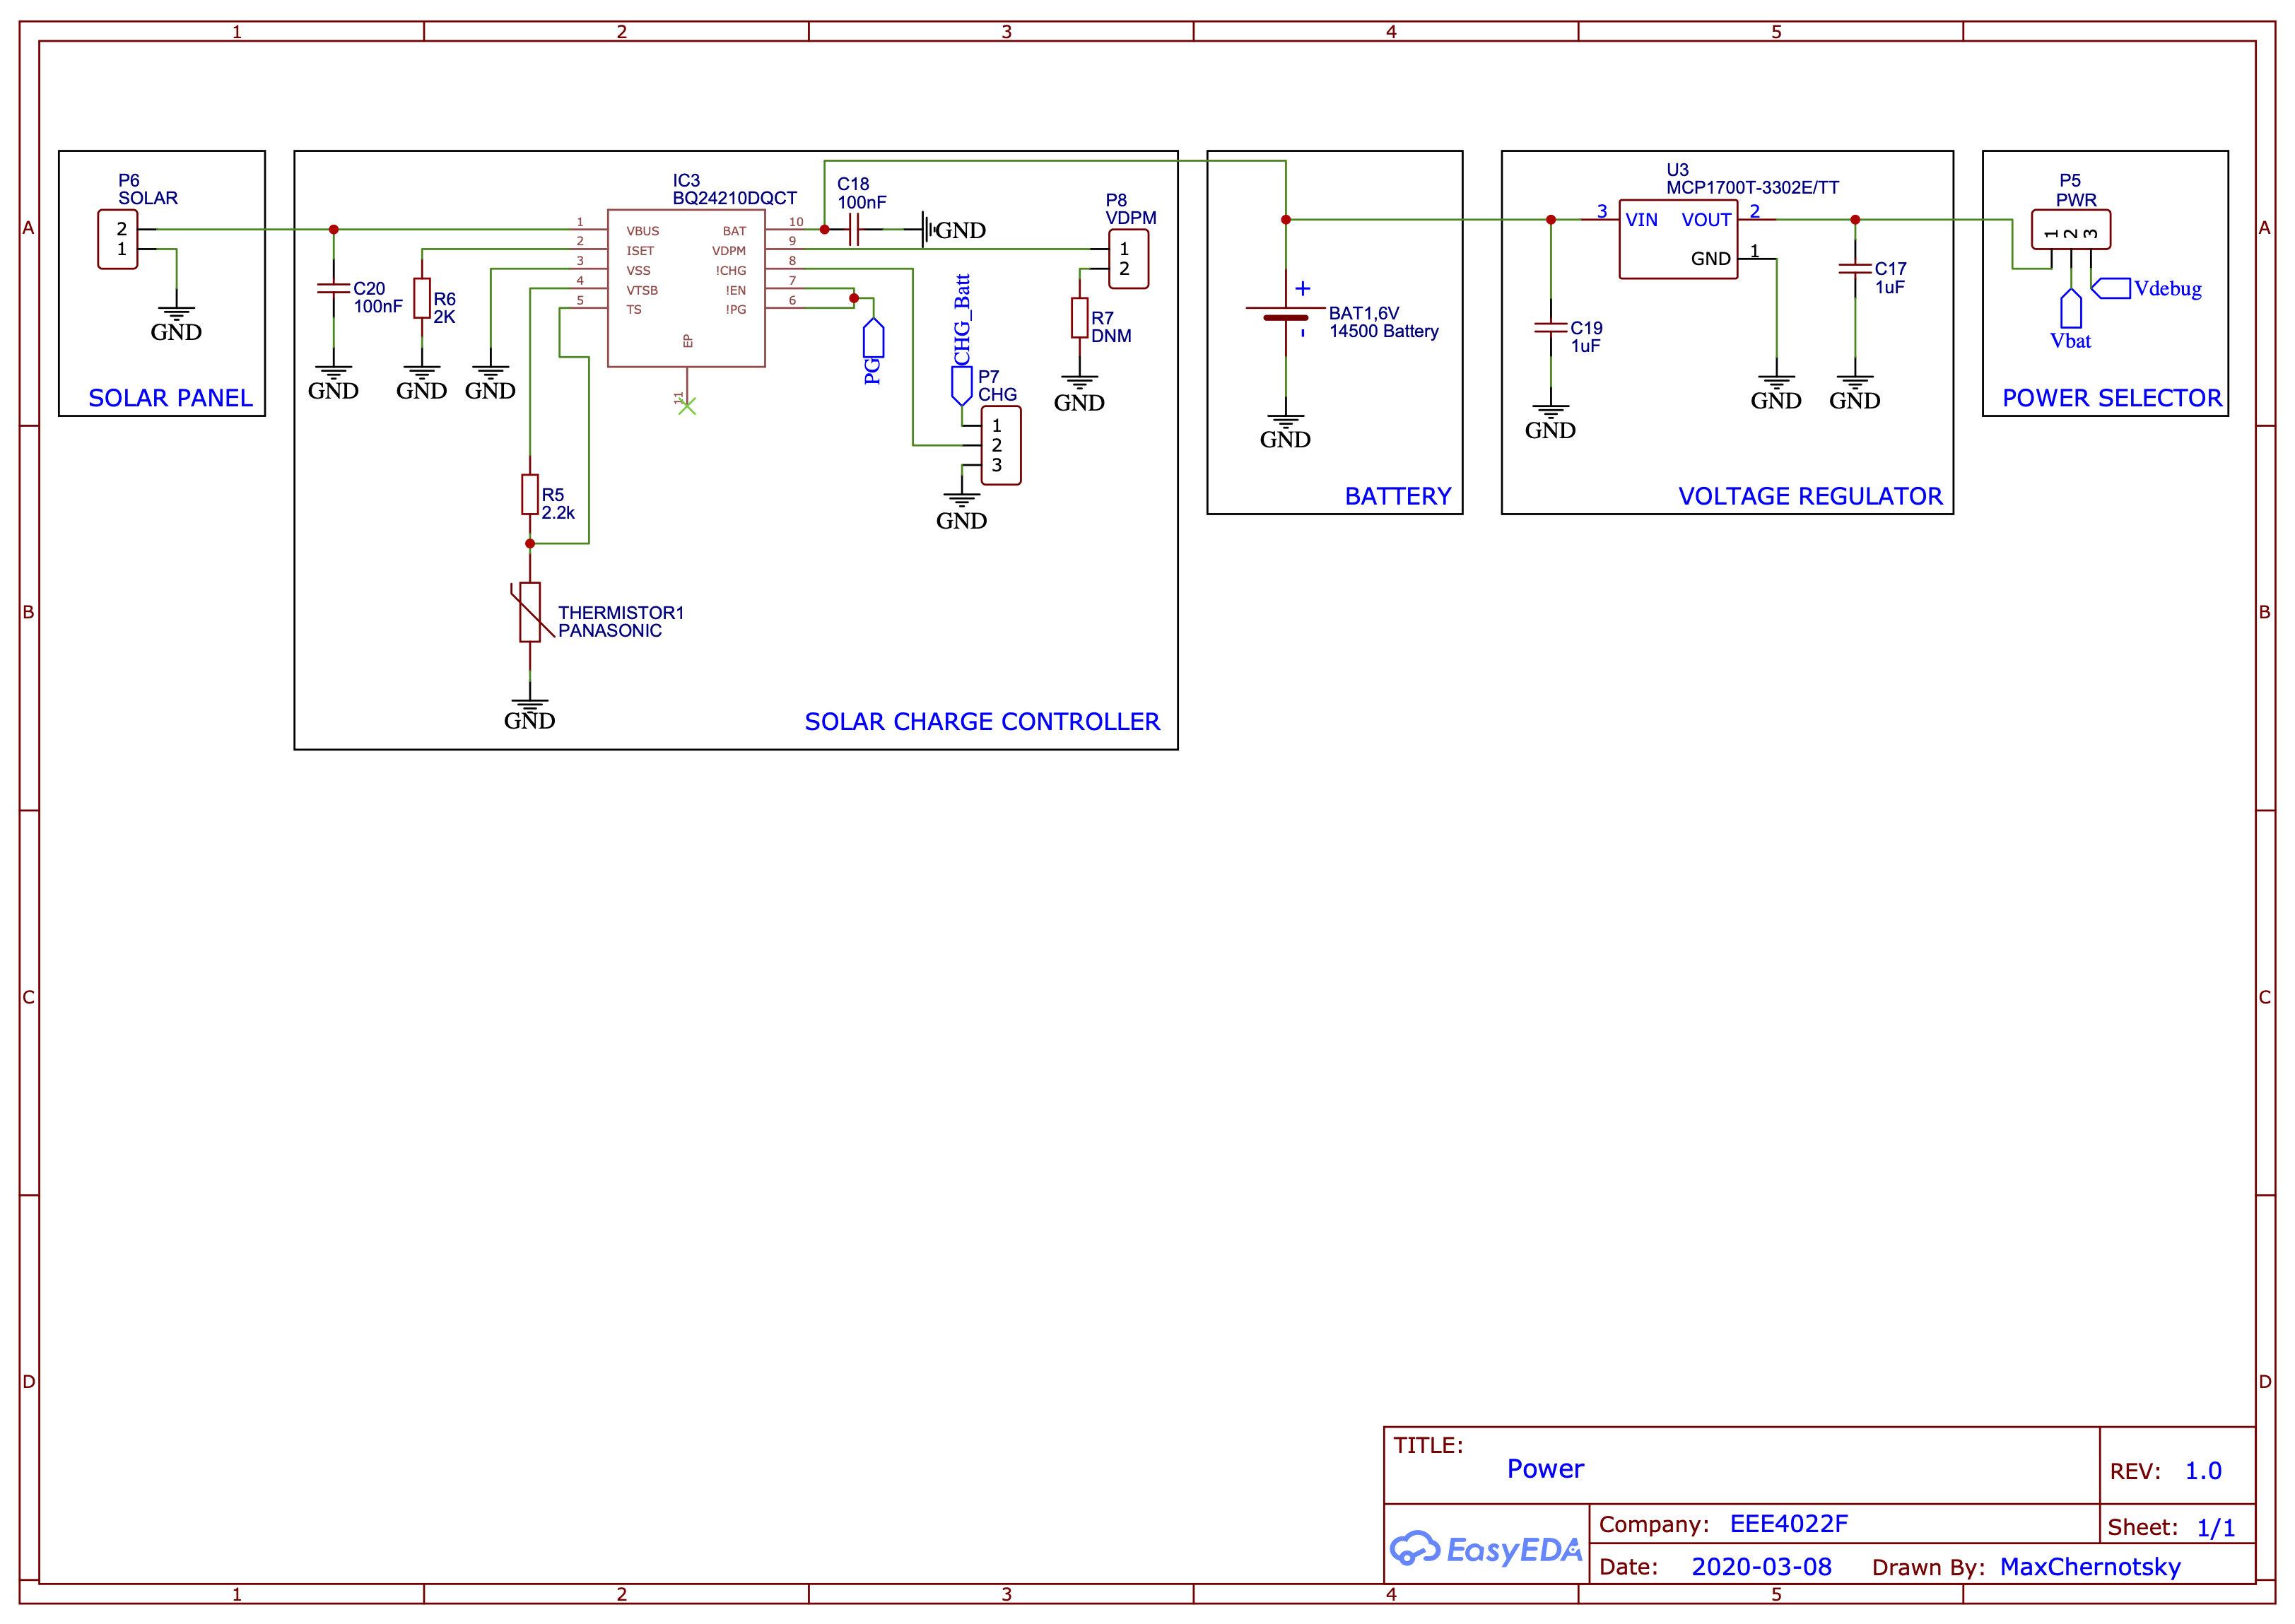 1
2
3
4
5
A
B
C
D
A
B
C
D
P6
SOLAR
2
1
GND
SOLAR PANEL
C20
100nF
GND
R6
2K
GND
GND
IC3
BQ24210DQCT
1
2
3
4
5
VBUS
ISET
VSS
VTSB
TS
BAT
VDPM
!CHG
!EN
!PG
10
9
8
7
6
EP
11
C18
100nF
GND
P8
VDPM
1
2
R7
DNM
GND
PG
CHG_Batt
P7
CHG
1
2
3
GND
R5
2.2k
THERMISTOR1
PANASONIC
GND
SOLAR CHARGE CONTROLLER
+
BAT1,6V
14500 Battery
-
GND
BATTERY
U3
MCP1700T-3302E/TT
3
VIN
VOUT
2
GND
1
C19
1uF
GND
GND
C17
1uF
GND
VOLTAGE REGULATOR
P5
PWR
1
2
3
Vdebug
Vbat
POWER SELECTOR
TITLE:
Power
REV: 1.0
EasyEDA
Company: EEE4022F
Sheet: 1/1
Date: 2020-03-08
Drawn By: MaxChernotsky
1
2
3
4
5